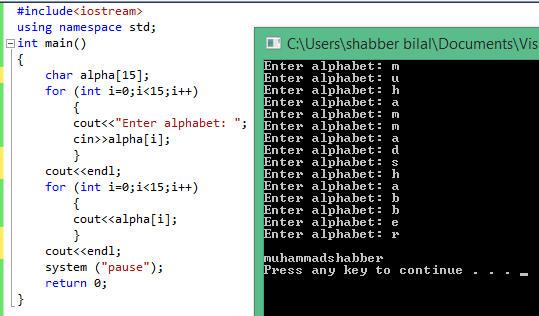 #include<iostream>
using namespace std;
int main()
{
char alpha[15];
for (int i=0;i<15;i++)
{
cout<<"Enter alphabet: ";
cin>>alpha[i];
}
cout<<endl;
for (int i=0;i<15;i++)
{
cout<<alpha[i];
}
cout<<endl;
system ("pause");
return 0;
}
C:\Users\shabber bilal\Documents\Vis
Enter alphabet: m
Enter alphabet: u
Enter alphabet: h
Enter alphabet: a
Enter alphabet: m
Enter alphabet: m
Enter alphabet: a
Enter alphabet: d
Enter alphabet: s
Enter alphabet: h
Enter alphabet: a
Enter alphabet: b
Enter alphabet: b
Enter alphabet: e
Enter alphabet: r
muhammadshabber
Press any key to continue . . . _